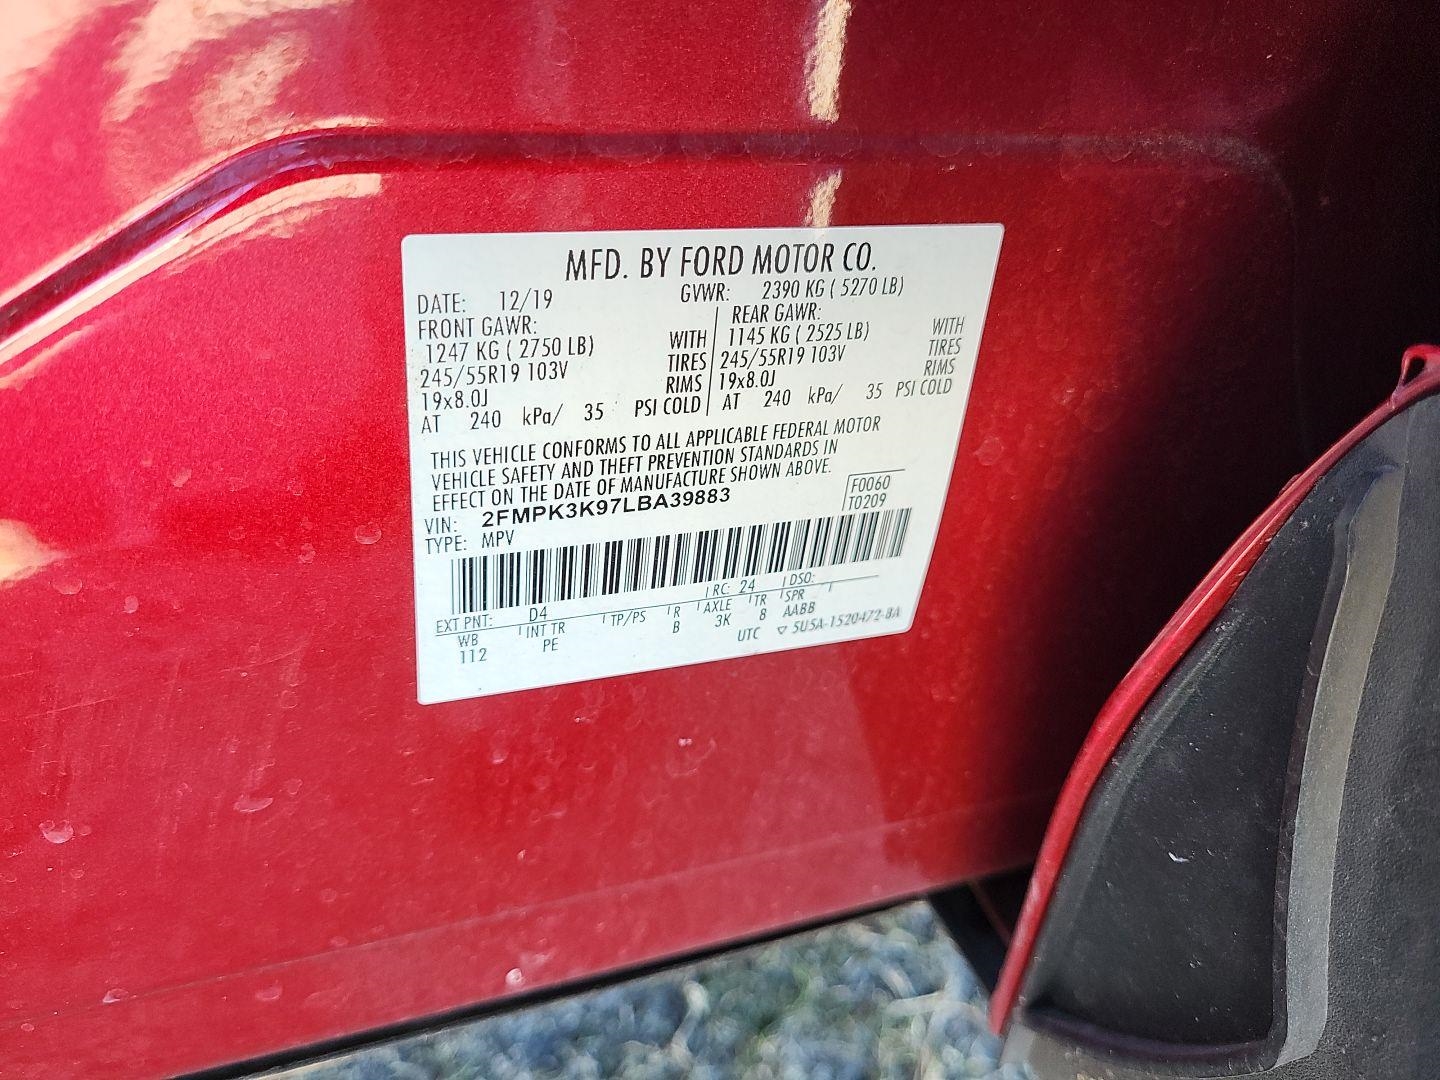 MFD. BY FORD MOTOR CO.
DATE: 12/19 GVWR: 2390 KG ( 5270 LB)
FRONT GAWR: REAR GAWR:
1247 KG ( 2750 LB) WITH 1145 KG ( 2525 LB) WITH
245/55R19 103V TIRES 245/55R19 103V TIRES
19x8.0J RIMS 19x8.0J RIMS
AT 240 kPa/ 35 PSI COLD AT 240 kPa/ 35 PSI COLD
THIS VEHICLE CONFORMS TO ALL APPLICABLE FEDERAL MOTOR
VEHICLE SAFETY AND THEFT PREVENTION STANDARDS IN
EFFECT ON THE DATE OF MANUFACTURE SHOWN ABOVE.
VIN: 2FMPK3K97LBA39883 F0060
TYPE: MPV T0209
EXT PNT: D4 RC: 24 DSO:
WB INT TR TP/PS R AXLE TR SPR
112 PE B 3K 8 AABB
UTC ▽ 5U5A-1520472-BA